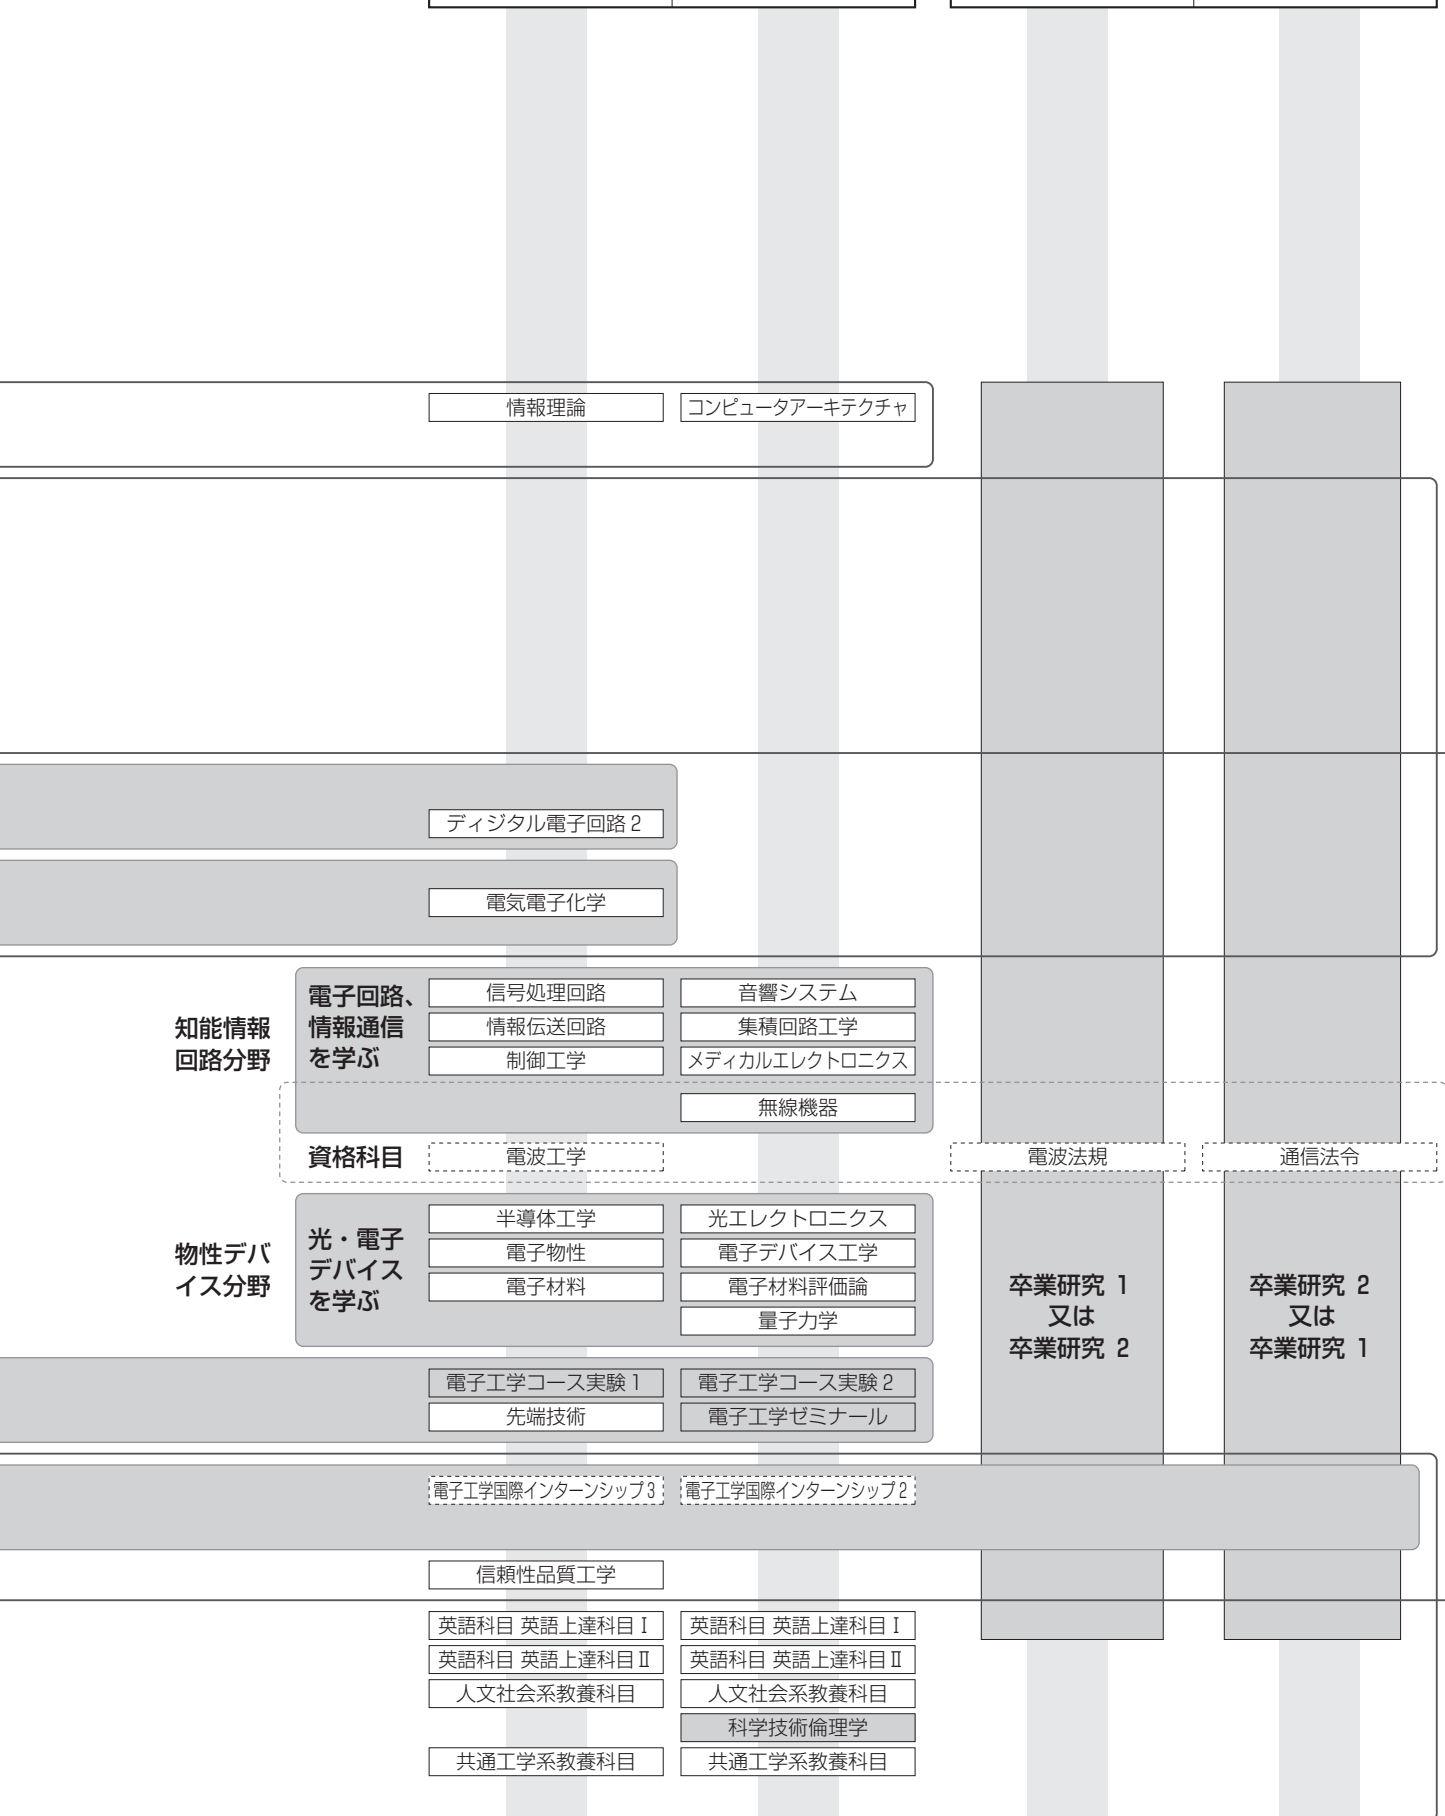 情報理論
コンピュータアーキテクチャ
ディジタル電子回路2
電気電子化学
知能情報
回路分野
電子回路、
情報通信
を学ぶ
信号処理回路
音響システム
情報伝送回路
集積回路工学
制御工学
メディカルエレクトロニクス
無線機器
資格科目
電波工学
電波法規
通信法令
物性デバ
イス分野
光・電子
デバイス
を学ぶ
半導体工学
光エレクトロニクス
電子物性
電子デバイス工学
電子材料
電子材料評価論
量子力学
卒業研究 1
又は
卒業研究 2
卒業研究 2
又は
卒業研究 1
電子工学コース実験1
電子工学コース実験2
先端技術
電子工学ゼミナール
電子工学国際インターンシップ3
電子工学国際インターンシップ2
信頼性品質工学
英語科目 英語上達科目Ⅰ
英語科目 英語上達科目Ⅰ
英語科目 英語上達科目Ⅱ
英語科目 英語上達科目Ⅱ
人文社会系教養科目
人文社会系教養科目
科学技術倫理学
共通工学系教養科目
共通工学系教養科目